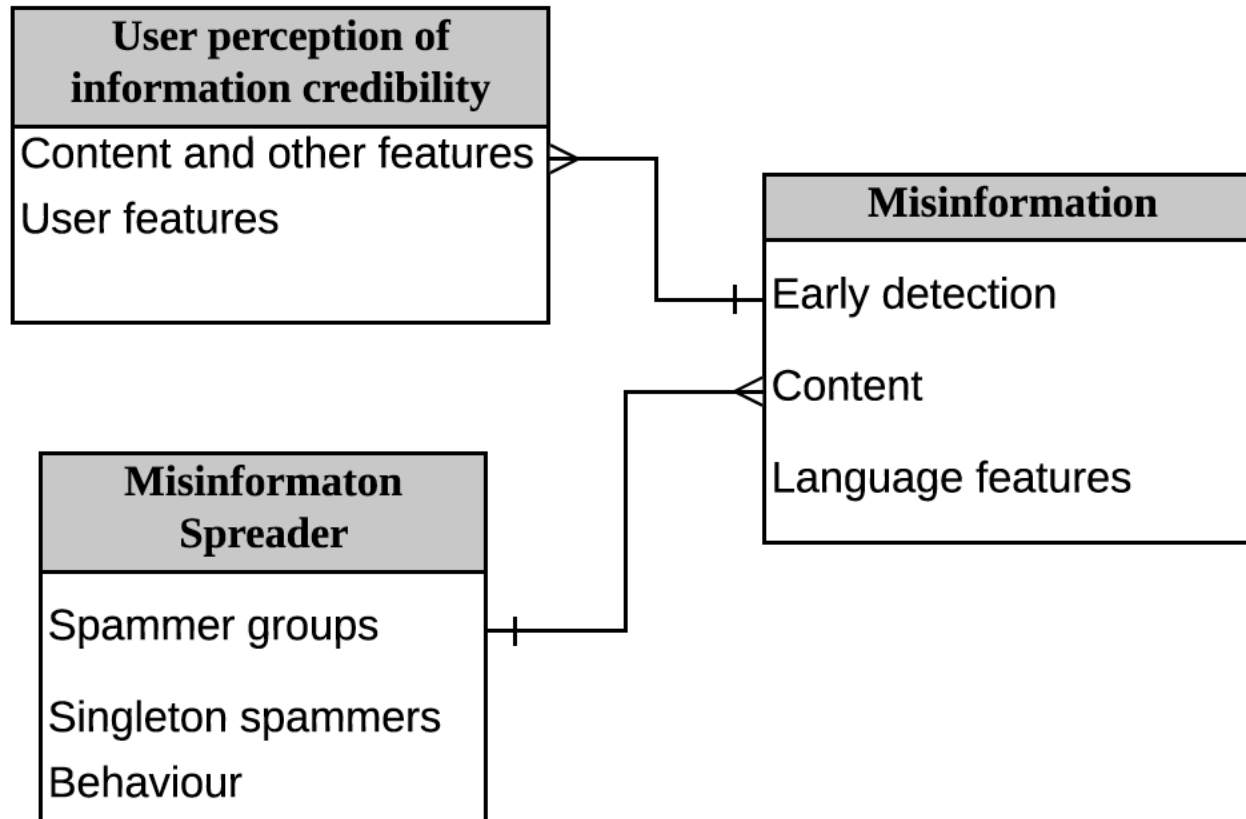 User perception of
information credibility
Content and other features
User features
Misinformation
Early detection
Content
Language features
Misinformaton
Spreader
Spammer groups
Singleton spammers
Behaviour